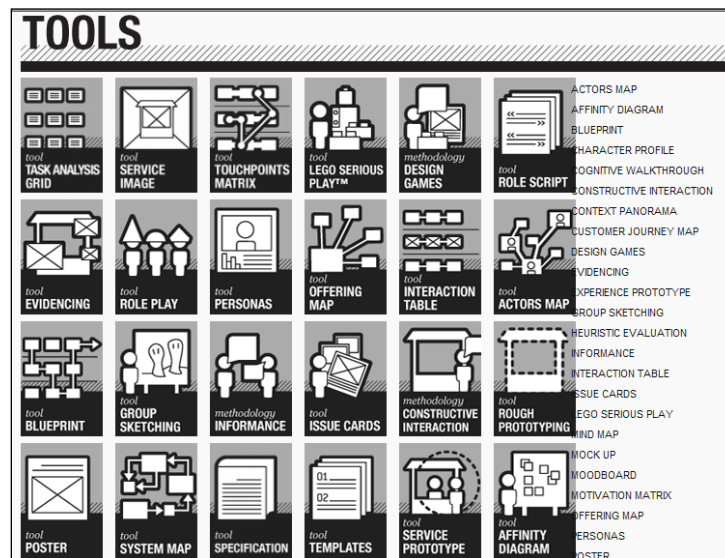 TOOLS
tool
TASK ANALYSIS
GRID
tool
SERVICE
IMAGE
tool
TOUCHPOINTS
MATRIX
tool
LEGO SERIOUS
PLAY™
methodology
DESIGN
GAMES
tool
ROLE SCRIPT
tool
EVIDENCING
tool
ROLE PLAY
tool
PERSONAS
tool
OFFERING
MAP
tool
INTERACTION
TABLE
tool
ACTORS MAP
tool
BLUEPRINT
tool
GROUP
SKETCHING
methodology
INFORMANCE
tool
ISSUE CARDS
methodology
CONSTRUCTIVE
INTERACTION
tool
ROUGH
PROTOTYPING
tool
POSTER
tool
SYSTEM MAP
tool
SPECIFICATION
01
02
tool
TEMPLATES
tool
SERVICE
PROTOTYPE
tool
AFFINITY
DIAGRAM
ACTORS MAP
AFFINITY DIAGRAM
BLUEPRINT
CHARACTER PROFILE
COGNITIVE WALKTHROUGH
CONSTRUCTIVE INTERACTION
CONTEXT PANORAMA
CUSTOMER JOURNEY MAP
DESIGN GAMES
EVIDENCING
EXPERIENCE PROTOTYPE
GROUP SKETCHING
HEURISTIC EVALUATION
INFORMANCE
INTERACTION TABLE
ISSUE CARDS
LEGO SERIOUS PLAY
MIND MAP
MOCK UP
MOODBOARD
MOTIVATION MATRIX
OFFERING MAP
PERSONAS
POSTER